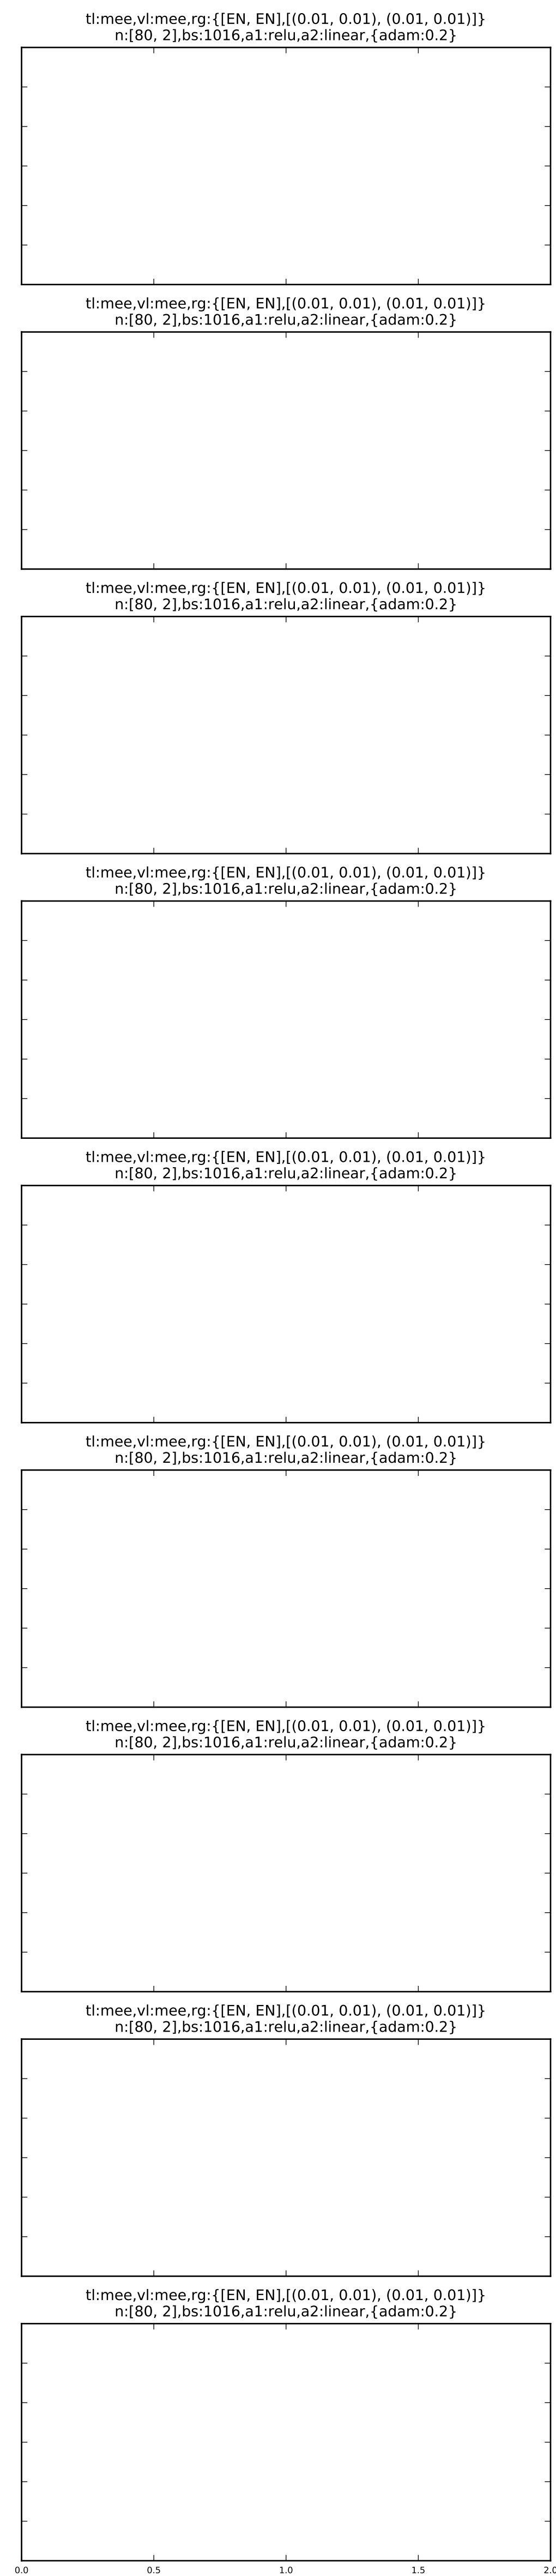 tl:mee,vl:mee,rg:{[EN, EN],[(0.01, 0.01), (0.01, 0.01)]}
n:[80, 2],bs:1016,a1:relu,a2:linear,{adam:0.2}
tl:mee,vl:mee,rg:{[EN, EN],[(0.01, 0.01), (0.01, 0.01)]}
n:[80, 2],bs:1016,a1:relu,a2:linear,{adam:0.2}
tl:mee,vl:mee,rg:{[EN, EN],[(0.01, 0.01), (0.01, 0.01)]}
n:[80, 2],bs:1016,a1:relu,a2:linear,{adam:0.2}
tl:mee,vl:mee,rg:{[EN, EN],[(0.01, 0.01), (0.01, 0.01)]}
n:[80, 2],bs:1016,a1:relu,a2:linear,{adam:0.2}
tl:mee,vl:mee,rg:{[EN, EN],[(0.01, 0.01), (0.01, 0.01)]}
n:[80, 2],bs:1016,a1:relu,a2:linear,{adam:0.2}
tl:mee,vl:mee,rg:{[EN, EN],[(0.01, 0.01), (0.01, 0.01)]}
n:[80, 2],bs:1016,a1:relu,a2:linear,{adam:0.2}
tl:mee,vl:mee,rg:{[EN, EN],[(0.01, 0.01), (0.01, 0.01)]}
n:[80, 2],bs:1016,a1:relu,a2:linear,{adam:0.2}
tl:mee,vl:mee,rg:{[EN, EN],[(0.01, 0.01), (0.01, 0.01)]}
n:[80, 2],bs:1016,a1:relu,a2:linear,{adam:0.2}
tl:mee,vl:mee,rg:{[EN, EN],[(0.01, 0.01), (0.01, 0.01)]}
n:[80, 2],bs:1016,a1:relu,a2:linear,{adam:0.2}
0.0 0.5 1.0 1.5 2.0